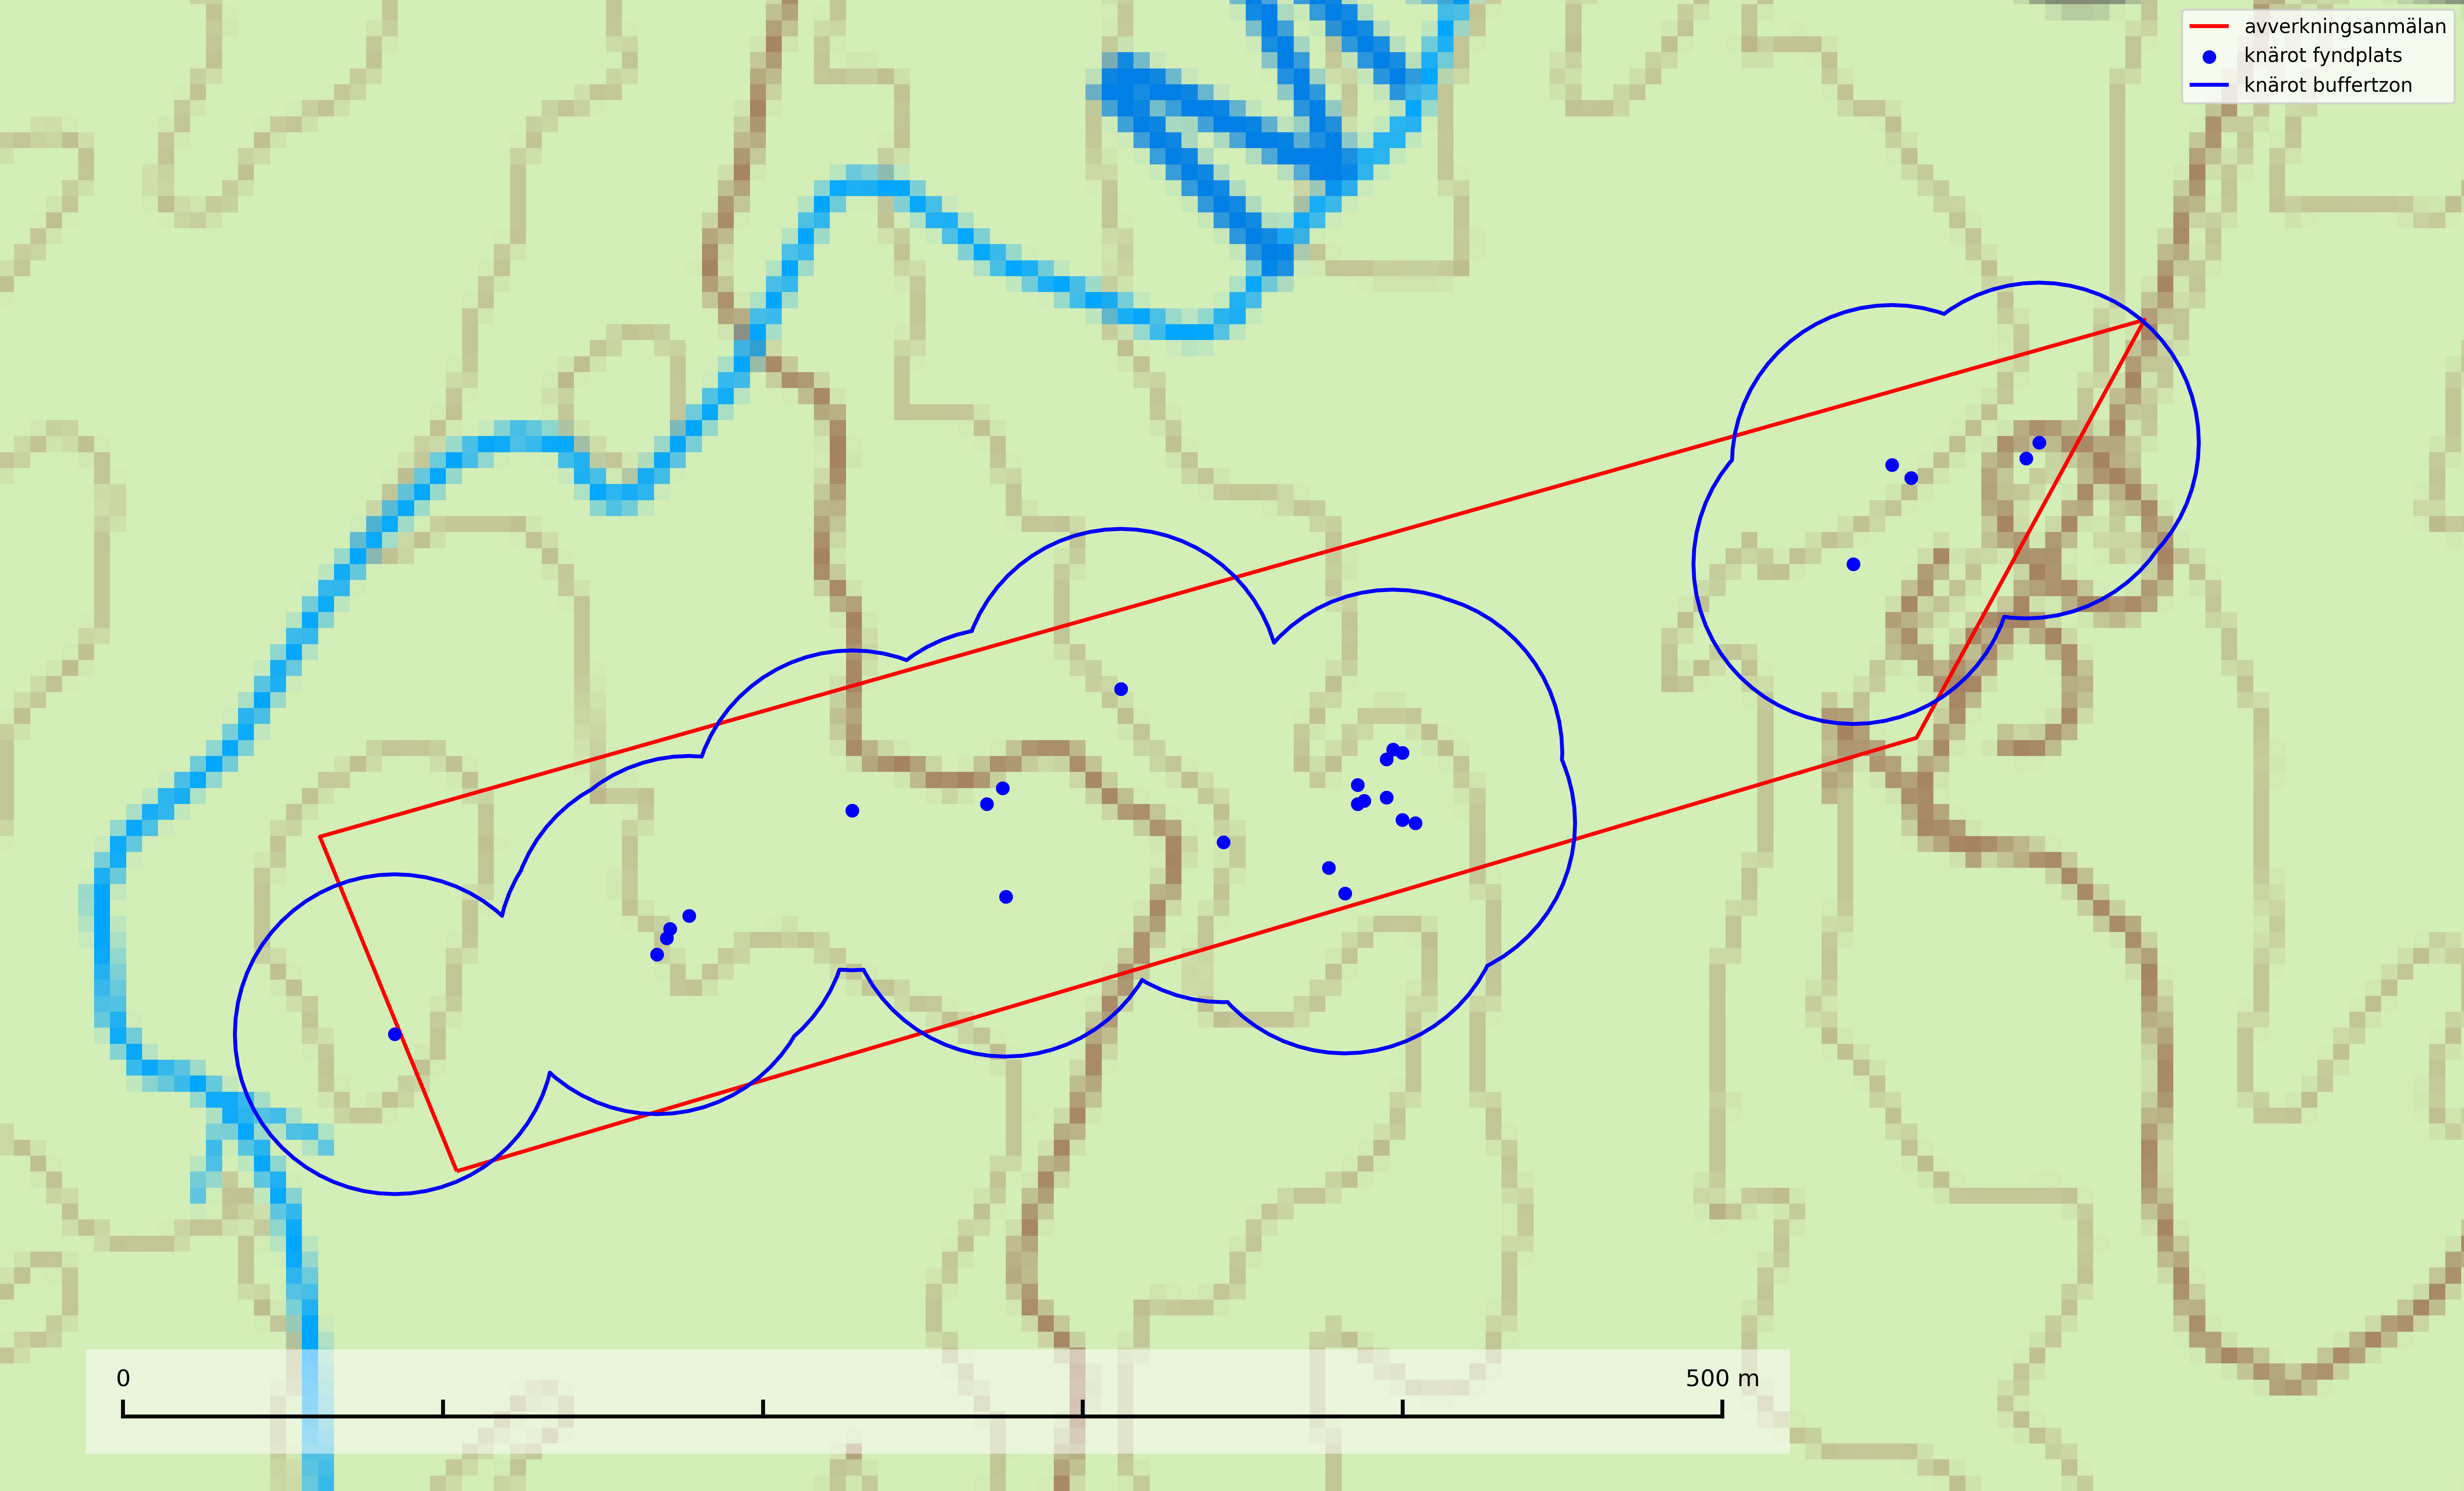 avverkningsanmälan
knärot fyndplats
knärot buffertzon
0 500 m